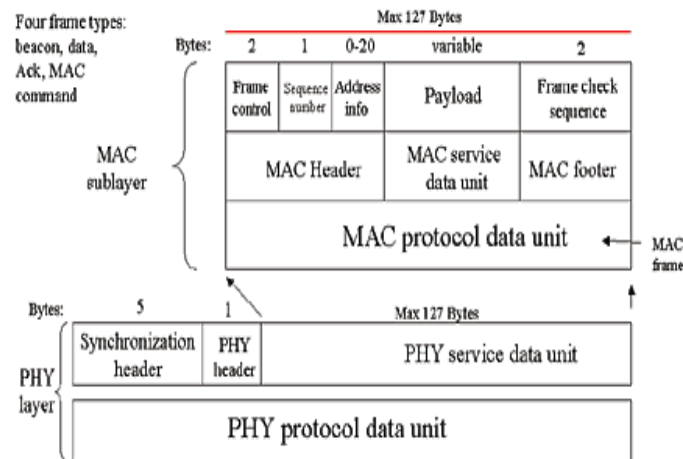 Four frame types:
beacon, data,
Ack, MAC
command
Max 127 Bytes
Bytes: 2 1 0-20 variable 2
Frame control
Sequence number
Address info
Payload
Frame check sequence
MAC sublayer
MAC Header
MAC service data unit
MAC footer
MAC protocol data unit
MAC frame
Bytes: 5 1 Max 127 Bytes
Synchronization header
PHY header
PHY service data unit
PHY layer
PHY protocol data unit